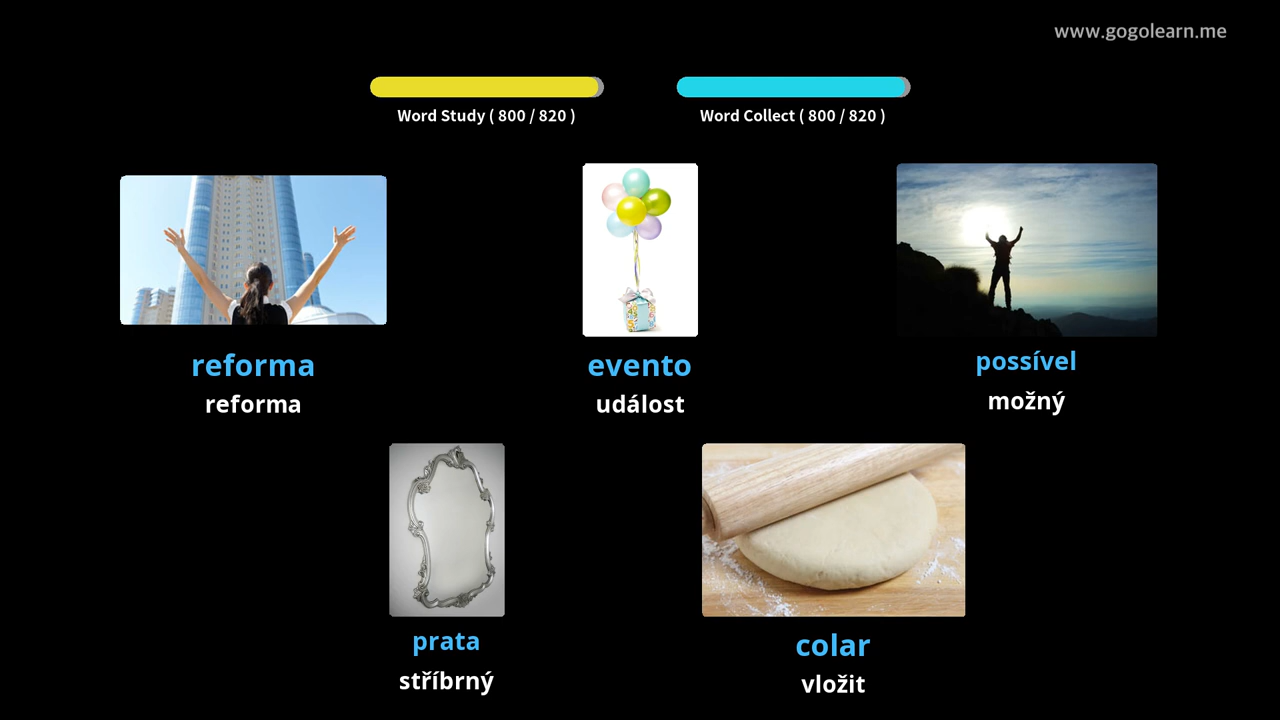 www.gogolearn.me
Word Study ( 800 / 820 )
Word Collect ( 800 / 820 )
reforma
reforma
evento
událost
possível
možný
prata
stříbrný
colar
vložit